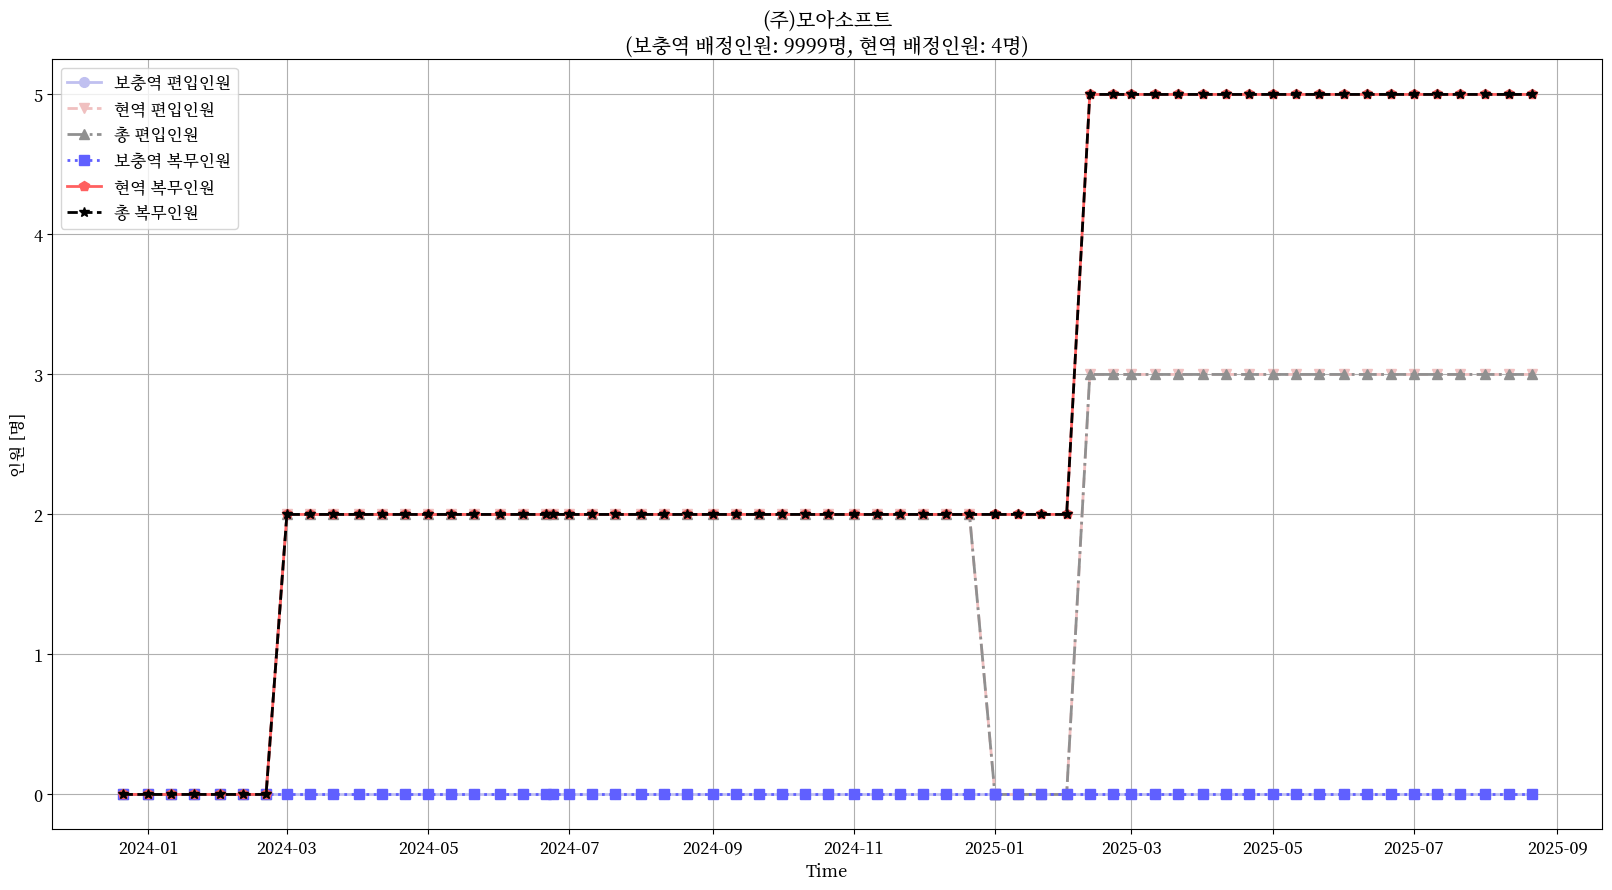 (주)모아소프트
(보충역 배정인원: 9999명, 현역 배정인원: 4명)
보충역 편입인원
현역 편입인원
총 편입인원
보충역 복무인원
현역 복무인원
총 복무인원
인원 [명]
5
4
3
2
1
0
2024-01
2024-03
2024-05
2024-07
2024-09
2024-11
2025-01
2025-03
2025-05
2025-07
2025-09
Time